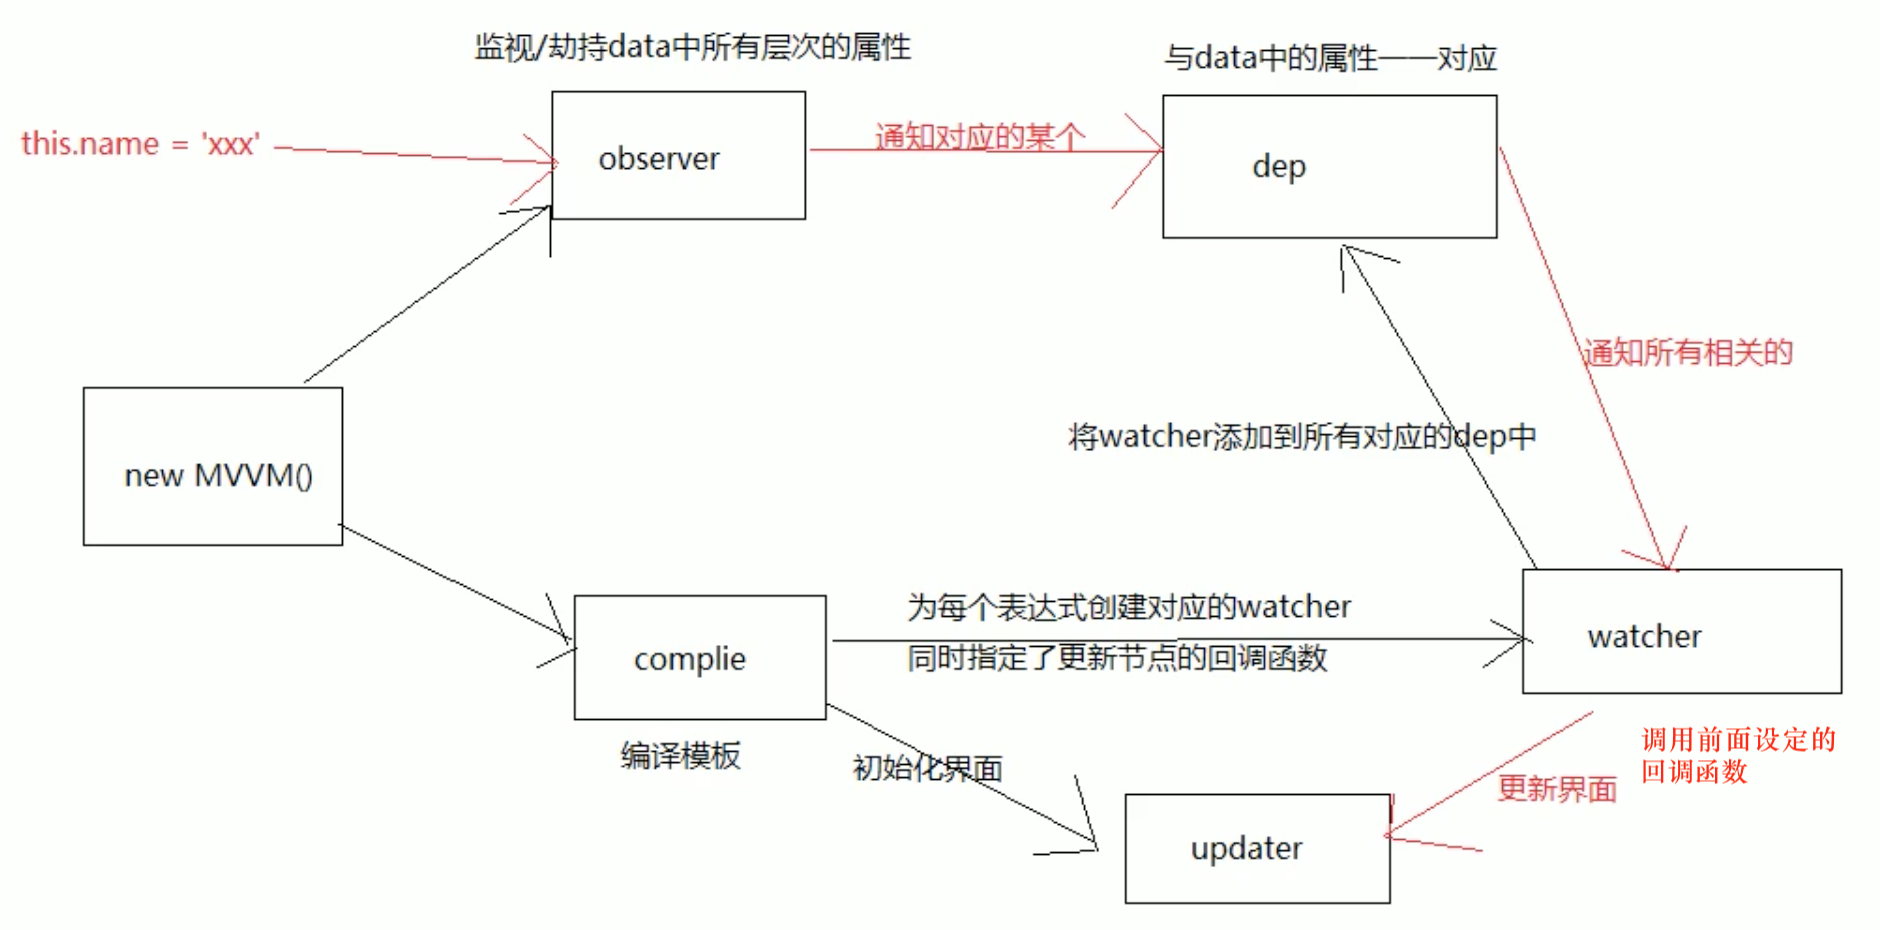 监视/劫持data中所有层次的属性
与data中的属性一一对应
this.name = 'xxx'
observer
通知对应的某个
dep
通知所有相关的
将watcher添加到所有对应的dep中
new MVVM()
为每个表达式创建对应的watcher
同时指定了更新节点的回调函数
complie
watcher
编译模板
初始化界面
调用前面设定的
回调函数
更新界面
updater